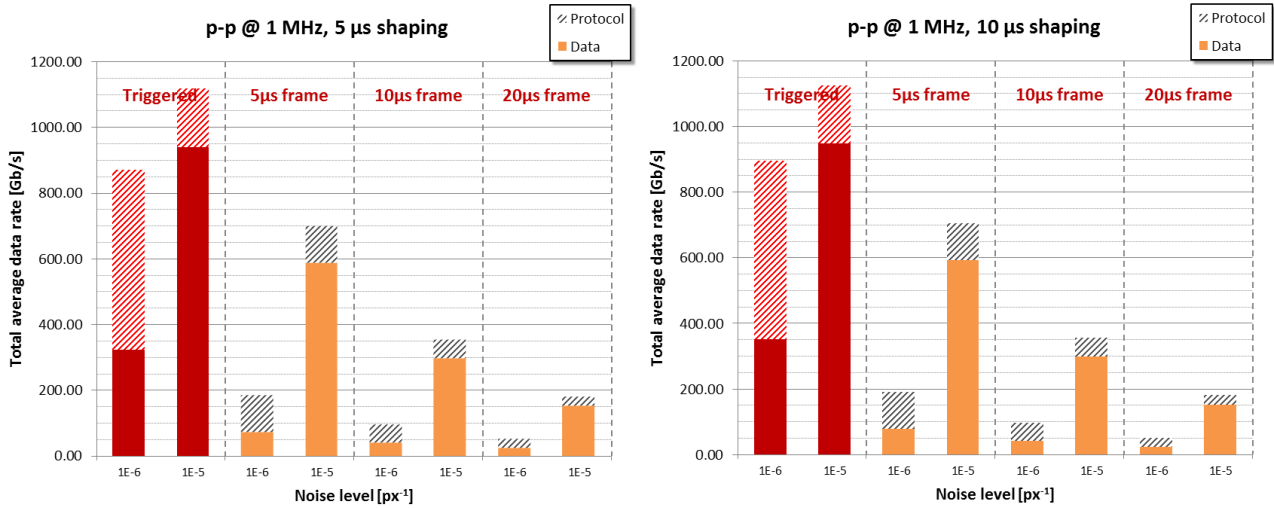 p-p @ 1 MHz, 5 µs shaping
Protocol
Data
Total average data rate [Gb/s]
1200.00
1000.00
800.00
600.00
400.00
200.00
0.00
Triggered 5µs frame 10µs frame 20µs frame
1E-6 1E-5 1E-6 1E-5 1E-6 1E-5 1E-6 1E-5
Noise level [px⁻¹]
p-p @ 1 MHz, 10 µs shaping
Protocol
Data
Total average data rate [Gb/s]
1200.00
1000.00
800.00
600.00
400.00
200.00
0.00
Triggered 5µs frame 10µs frame 20µs frame
1E-6 1E-5 1E-6 1E-5 1E-6 1E-5 1E-6 1E-5
Noise level [px⁻¹]